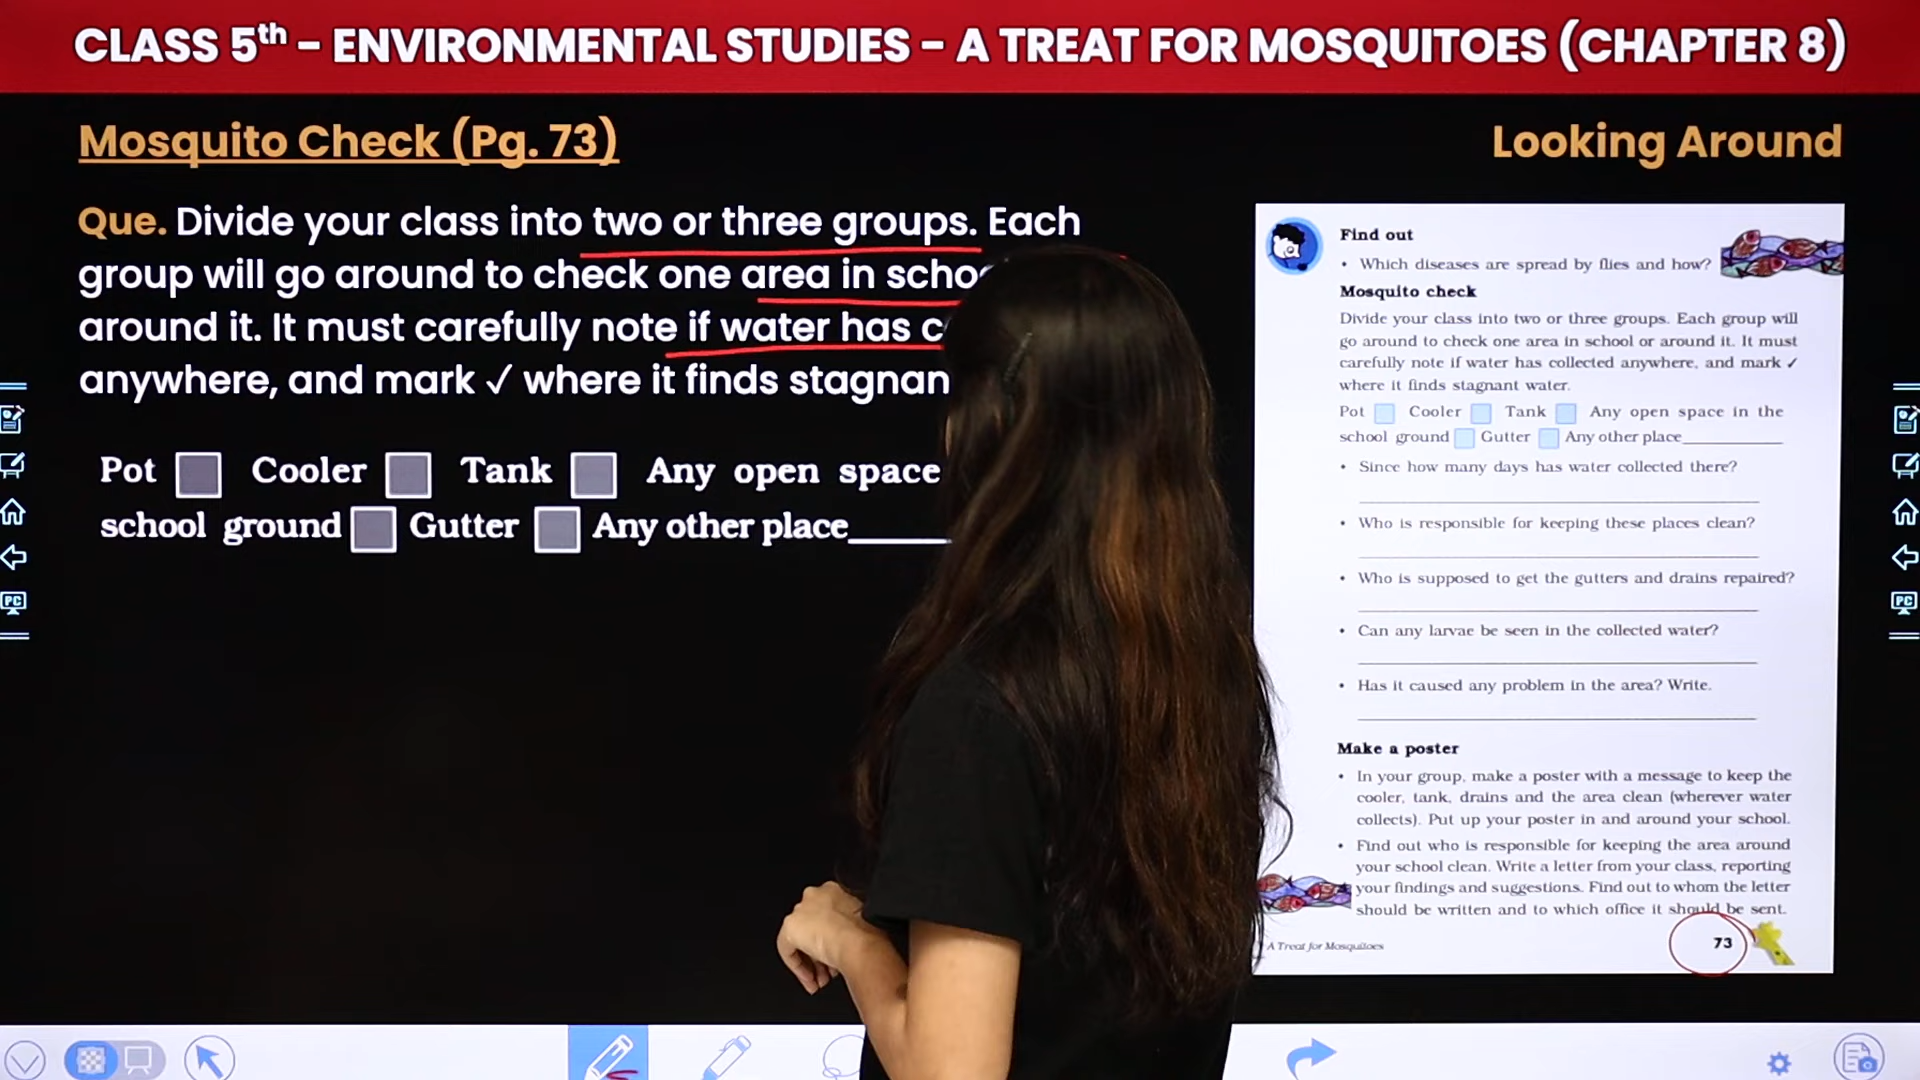 CLASS 5th - ENVIRONMENTAL STUDIES - A TREAT FOR MOSQUITOES (CHAPTER 8)
Mosquito Check (Pg. 73)
Looking Around
Que. Divide your class into two or three groups. Each
group will go around to check one area in
around it. It must carefully note if water has
anywhere, and mark ✓ where it finds
Pot Cooler Tank Any open space
school ground Gutter Any other place______
Find out
• Which diseases are spread by flies and how?
Mosquito check
Divide your class into two or three groups. Each group will
go around to check one area in school or around it. It must
carefully note if water has collected anywhere, and mark ✓
where it finds stagnant water.
Pot Cooler Tank Any open space in the
school ground Gutter Any other place____________
• Since how many days has water collected there?
• Who is responsible for keeping these places clean?
• Who is supposed to get the gutters and drains repaired?
• Can any larvae be seen in the collected water?
• Has it caused any problem in the area? Write.
Make a poster
• In your group, make a poster with a message to keep the
cooler, tank, drains and the area clean (wherever water
collects). Put up your poster in and around your school.
• Find out who is responsible for keeping the area around
your school clean. Write a letter from your class, reporting
your findings and suggestions. Find out to whom the letter
should be written and to which office it should be sent.
A Treat for Mosquitoes
73
PC
PC